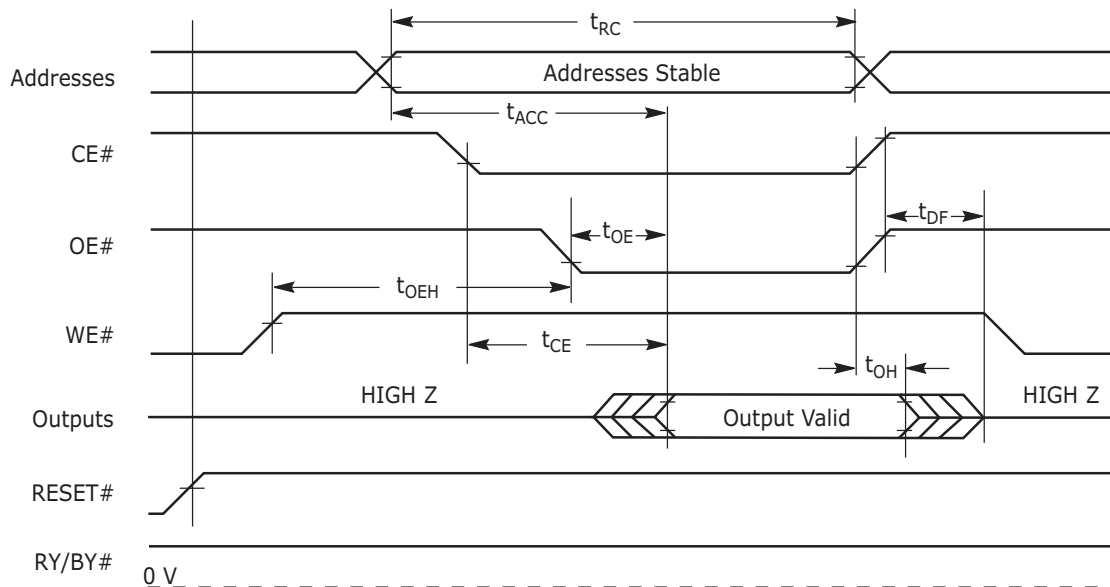 tRC
Addresses
Addresses Stable
tACC
CE#
tDF
OE#
tOE
tOEH
WE#
tCE
tOH
HIGH Z
HIGH Z
Outputs
Output Valid
RESET#
RY/BY#
0 V